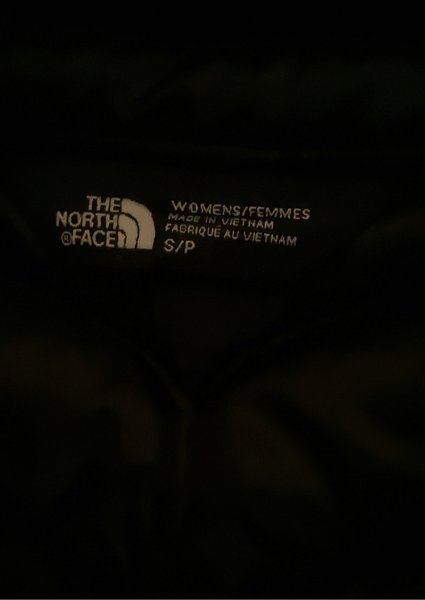 THE
NORTH
®FACE
WOMENS/FEMMES
MADE IN VIETNAM
FABRIQUÉ AU VIETNAM
S/P